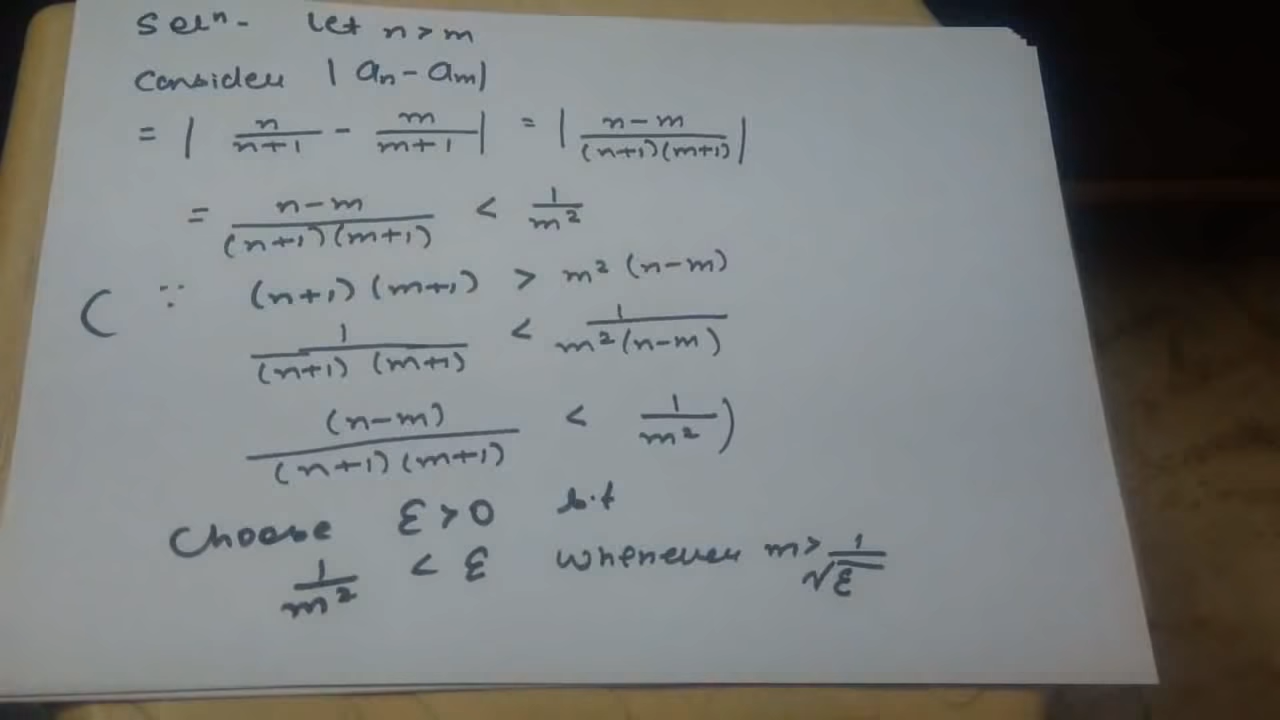 Solⁿ- Let n > m
Consider | aₙ - aₘ|
= | n/(n+1) - m/(m+1) | = | (n-m)/((n+1)(m+1)) |
= (n-m)/((n+1)(m+1)) < 1/m²
( ∵ (n+1)(m+1) > m²(n-m)
1/((n+1)(m+1)) < 1/(m²(n-m))
(n-m)/((n+1)(m+1)) < 1/m² )
Choose ε>0 s.t
1/m² < ε whenever m > 1/√ε